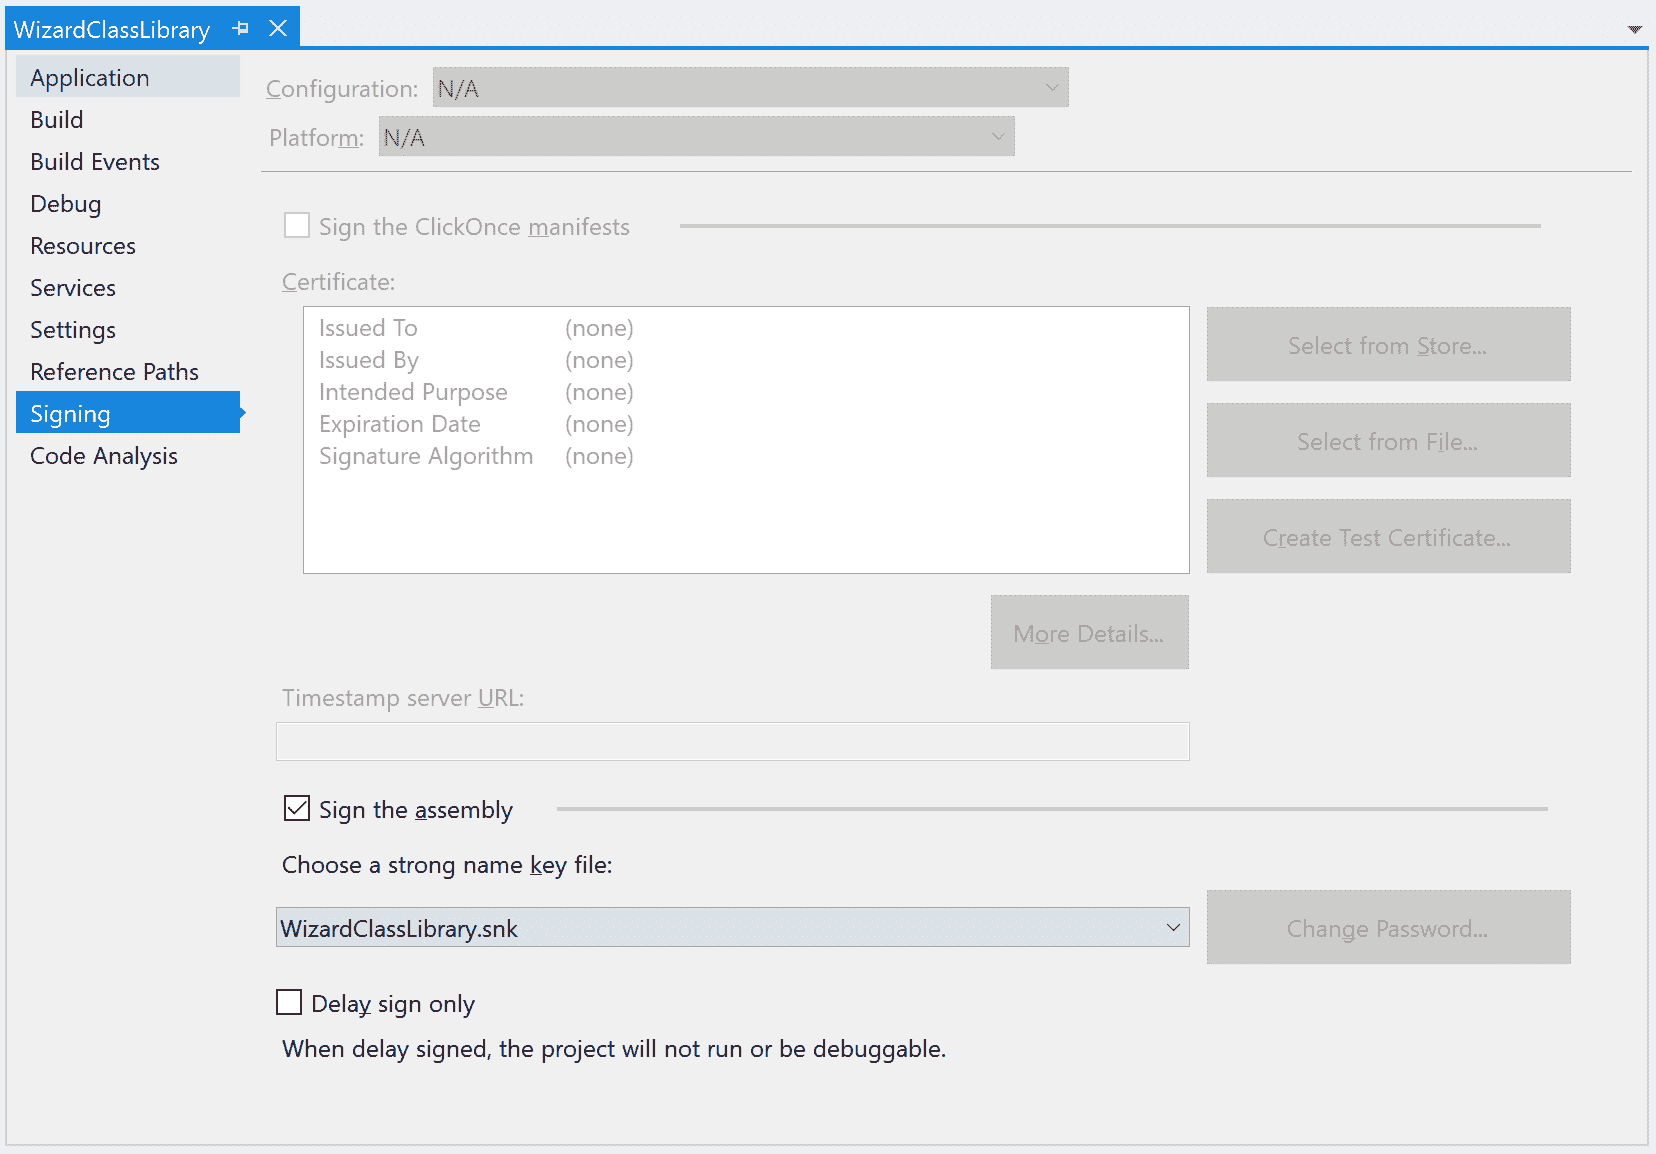 WizardClassLibrary
Application
Build
Build Events
Debug
Resources
Services
Settings
Reference Paths
Signing
Code Analysis
Configuration: N/A
Platform: N/A
Sign the ClickOnce manifests
Certificate:
Issued To (none)
Issued By (none)
Intended Purpose (none)
Expiration Date (none)
Signature Algorithm (none)
Select from Store...
Select from File...
Create Test Certificate...
More Details...
Timestamp server URL:
Sign the assembly
Choose a strong name key file:
WizardClassLibrary.snk
Change Password...
Delay sign only
When delay signed, the project will not run or be debuggable.